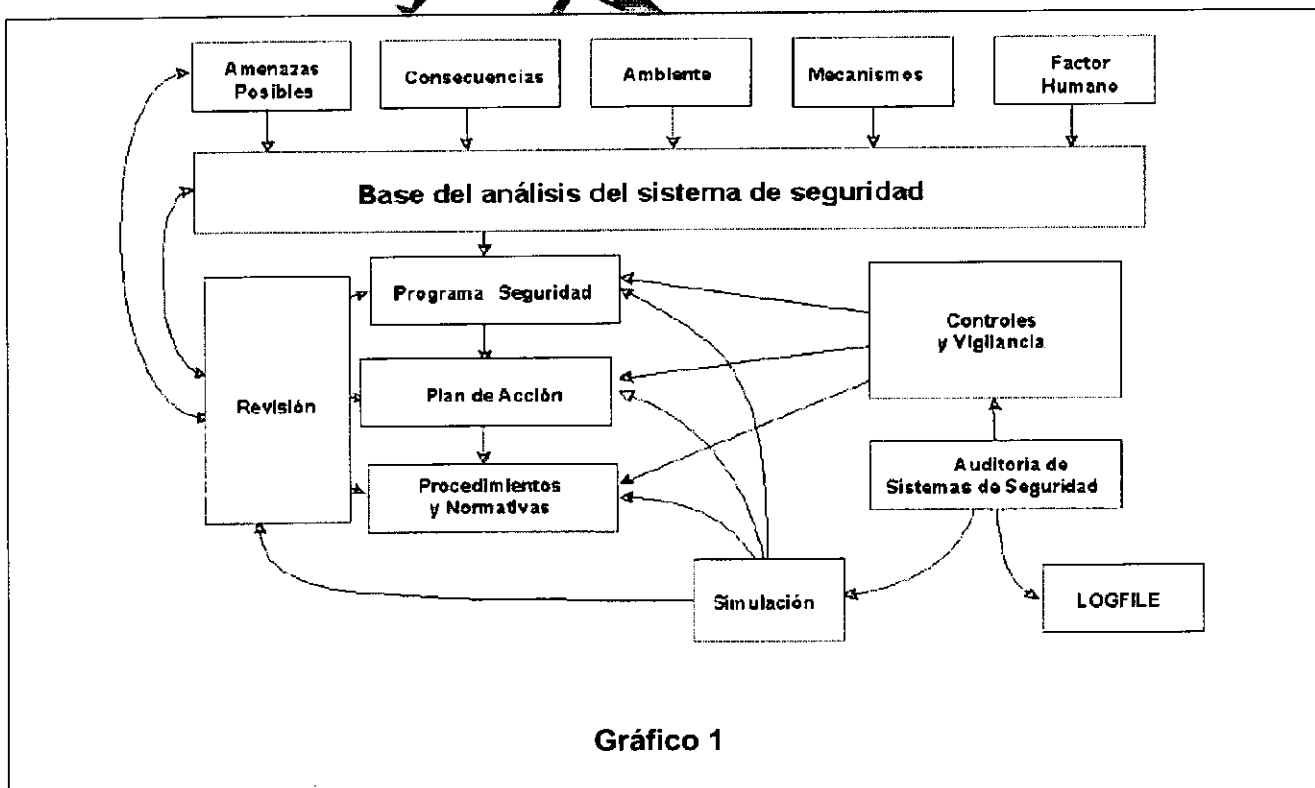 Amenazas
Posibles
Consecuencias
Ambiente
Mecanismos
Factor
Humano
Base del análisis del sistema de seguridad
Programa Seguridad
Controles
y Vigilancia
Revisión
Plan de Acción
Procedimientos
y Normativas
Auditoria de
Sistemas de Seguridad
Simulación
LOGFILE
Gráfico 1